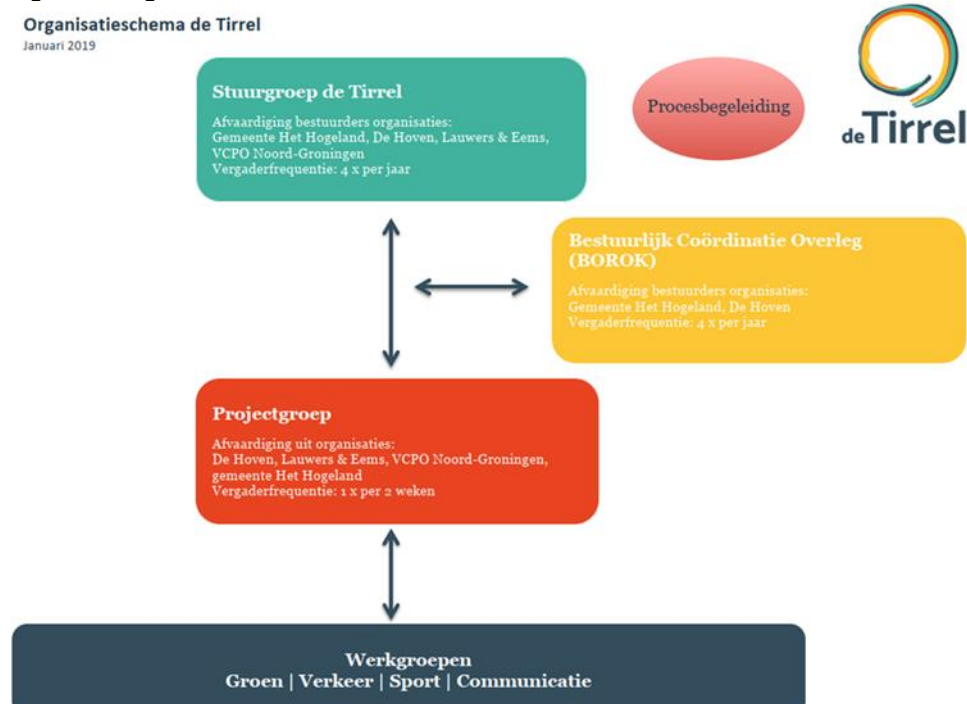 Organisatieschema de Tirrel
Januari 2019
Stuurgroep de Tirrel
Afvaardiging bestuurders organisaties:
Gemeente Het Hogeland, De Hoven, Lauwers & Eems,
VCPO Noord-Groningen
Vergaderfrequentie: 4 x per jaar
Procesbegeleiding
deTirrel
Bestuurlijk Coördinatie Overleg
(BOROK)
Afvaardiging bestuurders organisaties:
Gemeente Het Hogeland, De Hoven
Vergaderfrequentie: 4 x per jaar
Projectgroep
Afvaardiging uit organisaties:
De Hoven, Lauwers & Eems, VCPO Noord-Groningen,
gemeente Het Hogeland
Vergaderfrequentie: 1 x per 2 weken
Werkgroepen
Groen | Verkeer | Sport | Communicatie